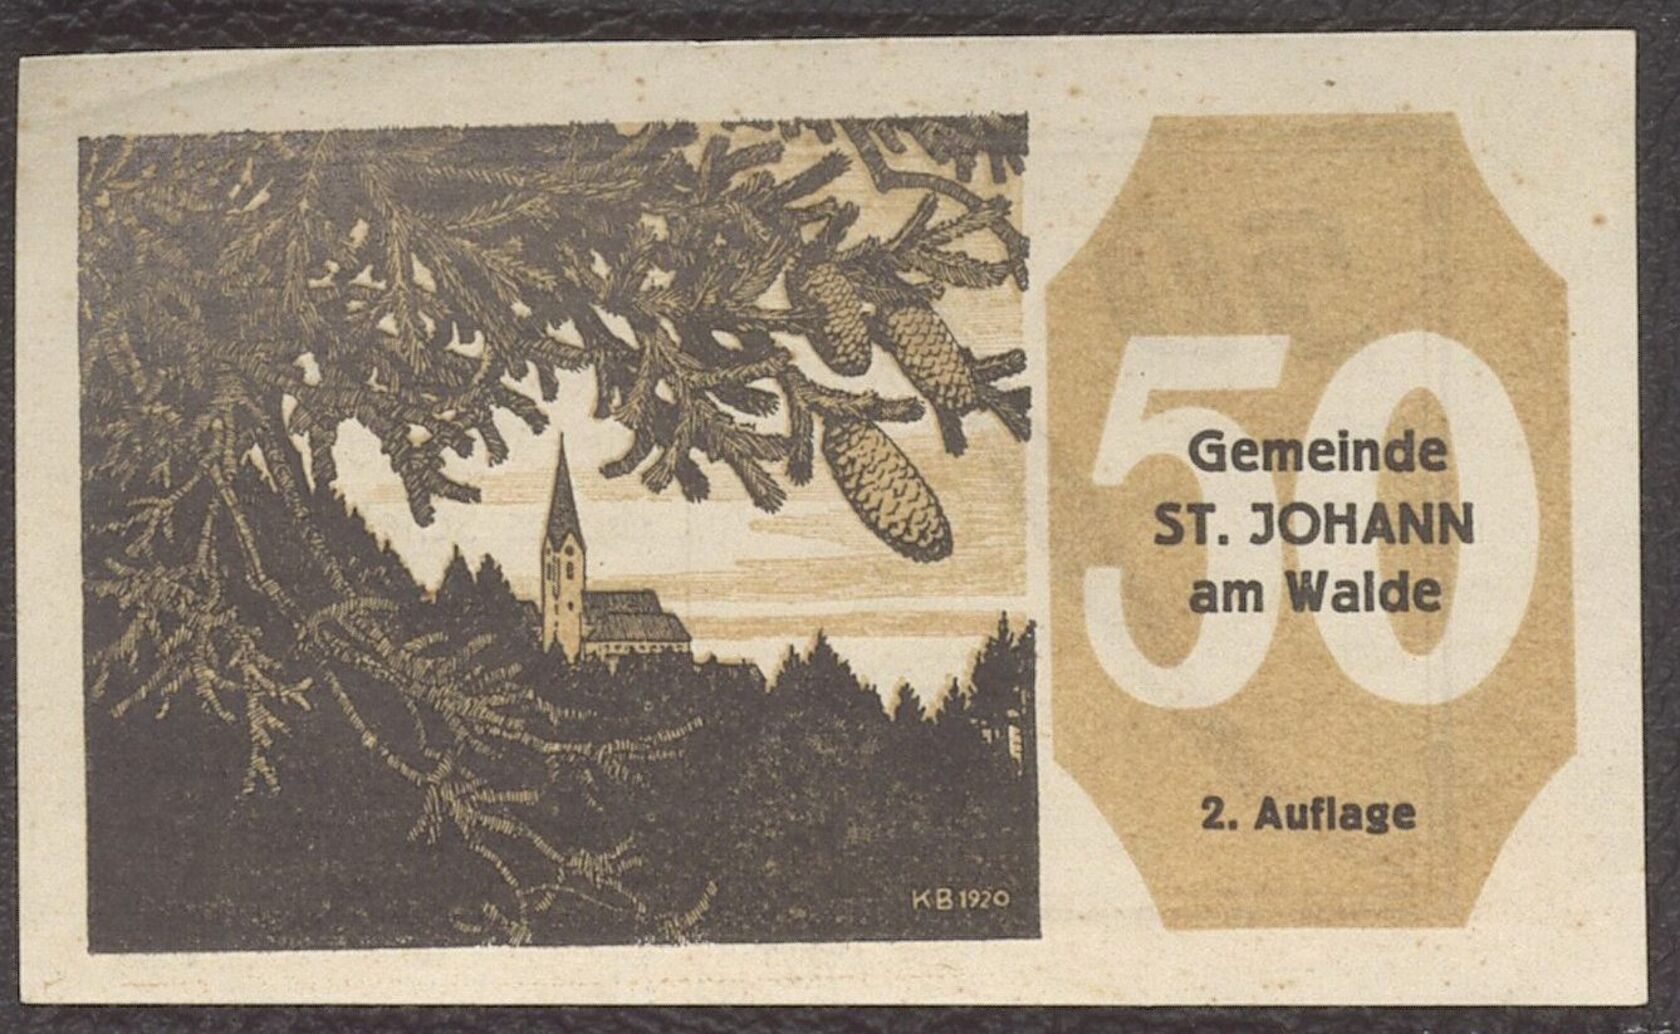 50
Gemeinde
ST. JOHANN
am Walde
2. Auflage
KB 1920